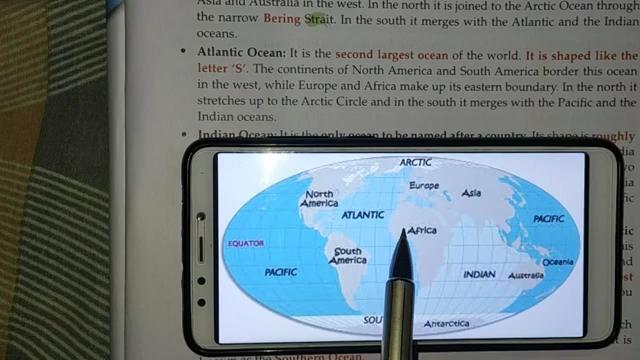 Asia and Australia in the west. In the north it is joined to the Arctic Ocean through
the narrow Bering Strait. In the south it merges with the Atlantic and the Indian
oceans.
• Atlantic Ocean: It is the second largest ocean of the world. It is shaped like the
letter ‘S’. The continents of North America and South America border this ocean
in the west, while Europe and Africa make up its eastern boundary. In the north it
stretches up to the Arctic Circle and in the south it merges with the Pacific and the
Indian oceans.
• Indian Ocean: It is the only ocean to be named after a country. Its shape is roughly
ARCTIC
North
America
Europe
Asia
ATLANTIC
PACIFIC
Africa
EQUATOR
South
America
Oceania
PACIFIC
INDIAN
Australia
SOU
Antarctica
Southern Ocean.